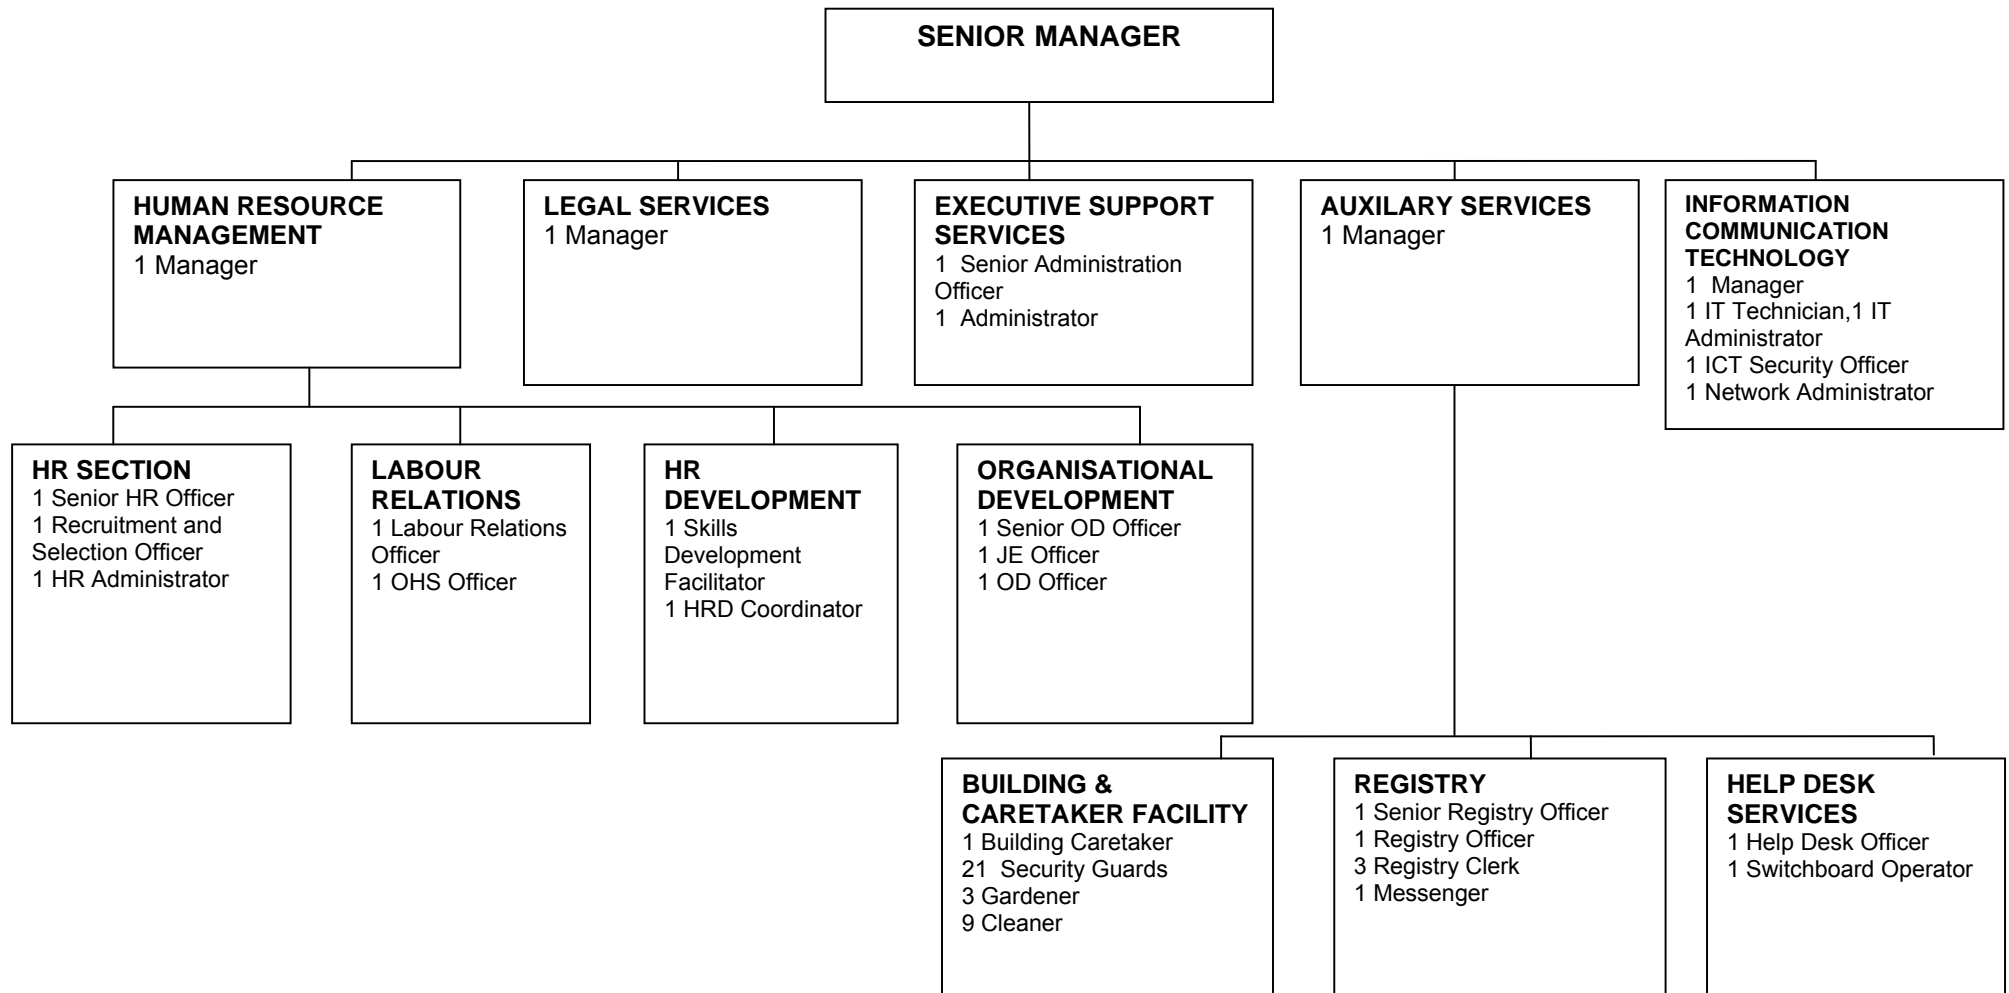 SENIOR MANAGER
HUMAN RESOURCE
MANAGEMENT
1 Manager
LEGAL SERVICES
1 Manager
EXECUTIVE SUPPORT
SERVICES
1  Senior Administration
Officer
1  Administrator
AUXILARY SERVICES
1 Manager
INFORMATION
COMMUNICATION
TECHNOLOGY
1  Manager
1 IT Technician,1 IT
Administrator
1 ICT Security Officer
1 Network Administrator
HR SECTION
1 Senior HR Officer
1 Recruitment and
Selection Officer
1 HR Administrator
LABOUR
RELATIONS
1 Labour Relations
Officer
1 OHS Officer
HR
DEVELOPMENT
1 Skills
Development
Facilitator
1 HRD Coordinator
ORGANISATIONAL
DEVELOPMENT
1 Senior OD Officer
1 JE Officer
1 OD Officer
BUILDING &
CARETAKER FACILITY
1 Building Caretaker
21  Security Guards
3 Gardener
9 Cleaner
REGISTRY
1 Senior Registry Officer
1 Registry Officer
3 Registry Clerk
1 Messenger
HELP DESK
SERVICES
1 Help Desk Officer
1 Switchboard Operator